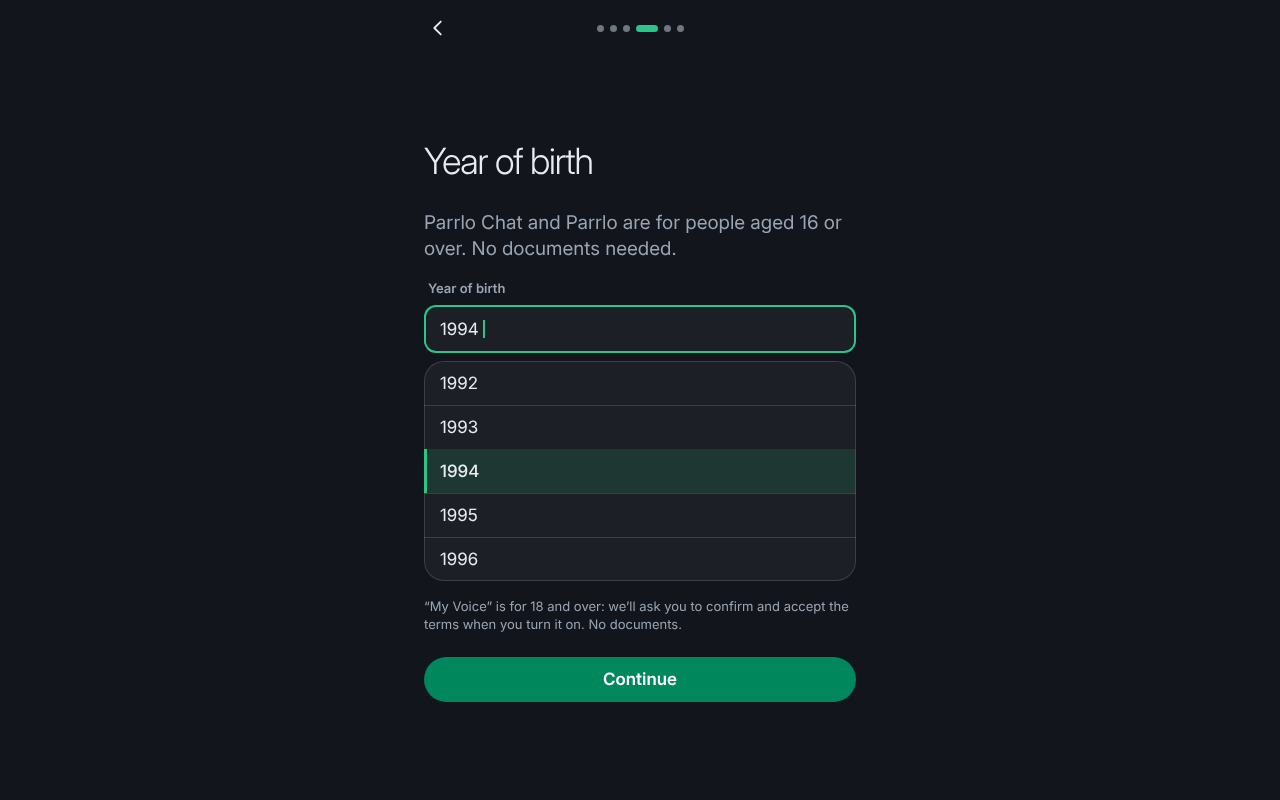 Year of birth
Parrlo Chat and Parrlo are for people aged 16 or
over. No documents needed.
Year of birth
1994
1992
1993
1994
1995
1996
“My Voice” is for 18 and over: we’ll ask you to confirm and accept the
terms when you turn it on. No documents.
Continue